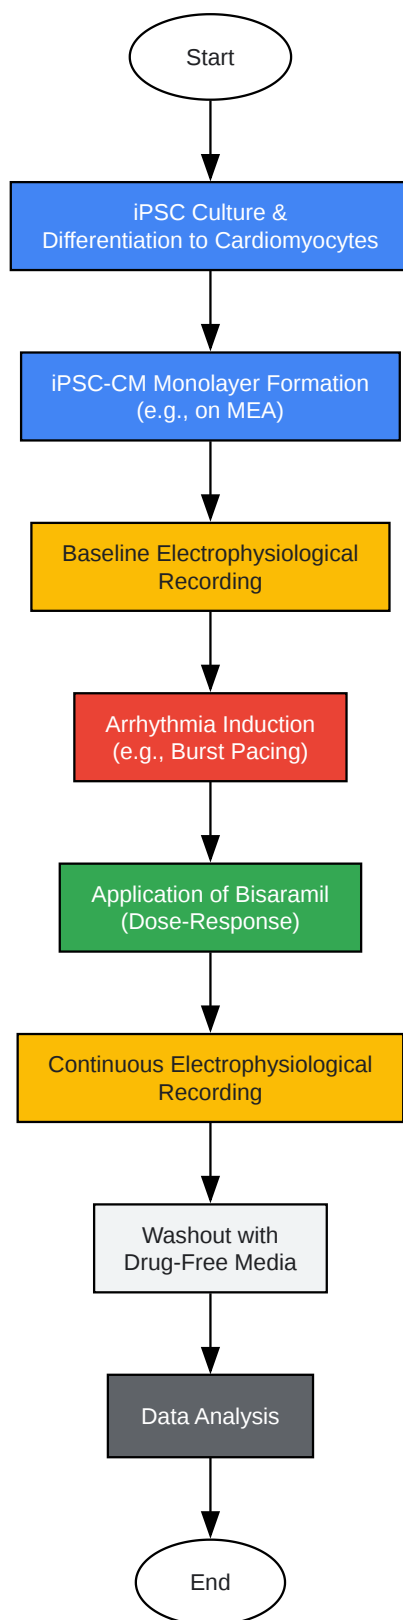 Start
iPSC Culture &
Differentiation to Cardiomyocytes
iPSC-CM Monolayer Formation
(e.g., on MEA)
Baseline Electrophysiological
Recording
Arrhythmia Induction
(e.g., Burst Pacing)
Application of Bisaramil
(Dose-Response)
Continuous Electrophysiological
Recording
Washout with
Drug-Free Media
Data Analysis
End